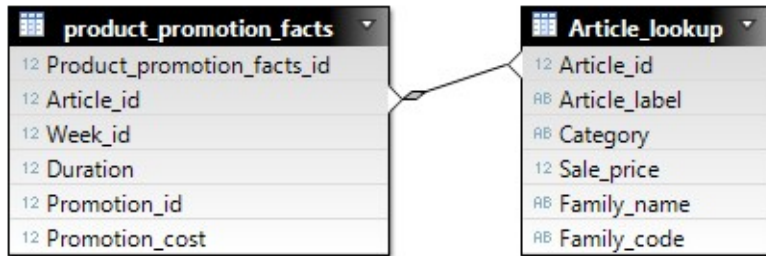 product_promotion_facts
12 Product_promotion_facts_id
12 Article_id
12 Week_id
12 Duration
12 Promotion_id
12 Promotion_cost
Article_lookup
12 Article_id
AB Article_label
AB Category
12 Sale_price
AB Family_name
AB Family_code